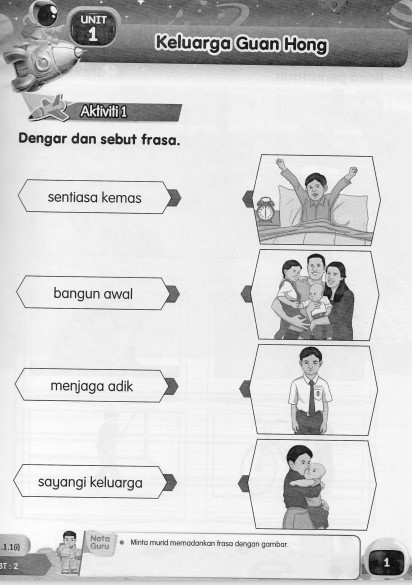 UNIT
1
Keluarga Guan Hong
Aktiviti 1
Dengar dan sebut frasa.
sentiasa kemas
bangun awal
menjaga adik
sayangi keluarga
.1.1(i)
BT : 2
Nota
Guru
• Minta murid memadankan frasa dengan gambar.
1